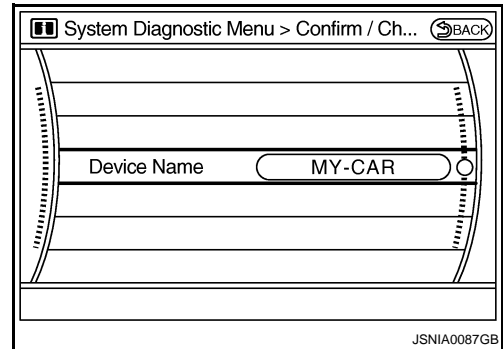 System Diagnostic Menu > Confirm / Ch... BACK
Device Name MY-CAR
JSNIA0087GB